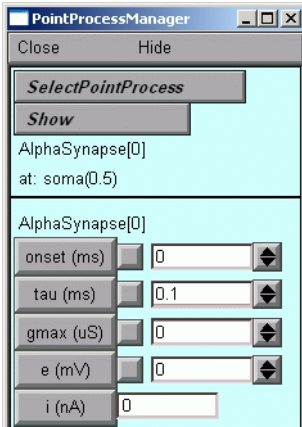 PointProcessManager
Close Hide
SelectPointProcess
Show
AlphaSynapse[0]
at: soma(0.5)
AlphaSynapse[0]
onset (ms) 0
tau (ms) 0.1
gmax (uS) 0
e (mV) 0
i (nA) 0